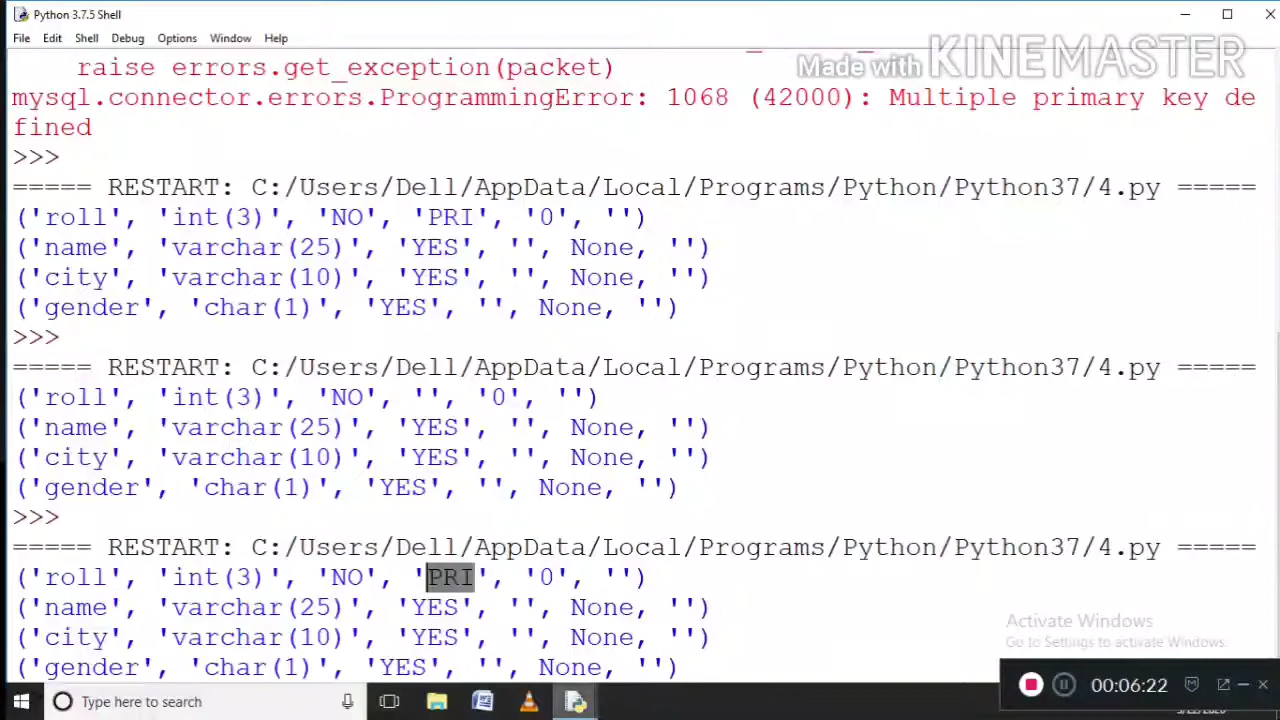 Python 3.7.5 Shell
File Edit Shell Debug Options Window Help
Made with KINEMASTER
raise errors.get_exception(packet)
mysql.connector.errors.ProgrammingError: 1068 (42000): Multiple primary key de
fined
>>>
===== RESTART: C:/Users/Dell/AppData/Local/Programs/Python/Python37/4.py =====
('roll', 'int(3)', 'NO', 'PRI', '0', '')
('name', 'varchar(25)', 'YES', '', None, '')
('city', 'varchar(10)', 'YES', '', None, '')
('gender', 'char(1)', 'YES', '', None, '')
>>>
===== RESTART: C:/Users/Dell/AppData/Local/Programs/Python/Python37/4.py =====
('roll', 'int(3)', 'NO', '', '0', '')
('name', 'varchar(25)', 'YES', '', None, '')
('city', 'varchar(10)', 'YES', '', None, '')
('gender', 'char(1)', 'YES', '', None, '')
>>>
===== RESTART: C:/Users/Dell/AppData/Local/Programs/Python/Python37/4.py =====
('roll', 'int(3)', 'NO', 'PRI', '0', '')
('name', 'varchar(25)', 'YES', '', None, '')
('city', 'varchar(10)', 'YES', '', None, '')
('gender', 'char(1)', 'YES', '', None, '')
Activate Windows
Go to Settings to activate Windows.
00:06:22
Type here to search